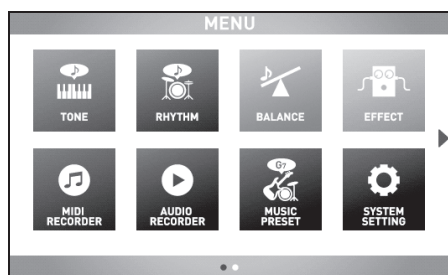 MENU
TONE
RHYTHM
BALANCE
EFFECT
MIDI
RECORDER
AUDIO
RECORDER
G7
MUSIC
PRESET
SYSTEM
SETTING